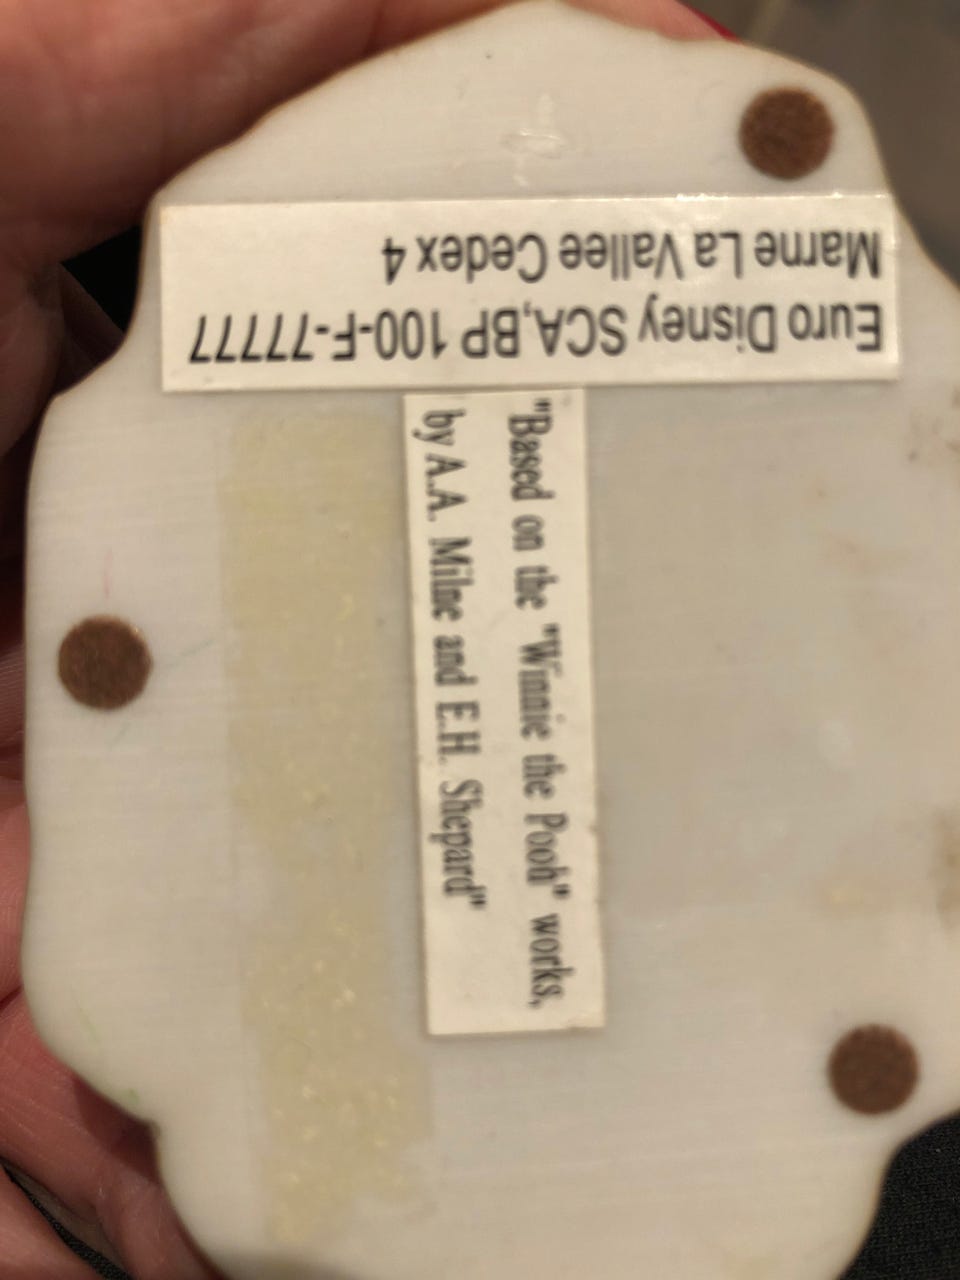 Euro Disney SCA,BP 100-F-77777
Marne La Vallee Cedex 4
"Based on the "Winnie the Pooh" works,
by A.A. Milne and E.H. Shepard"